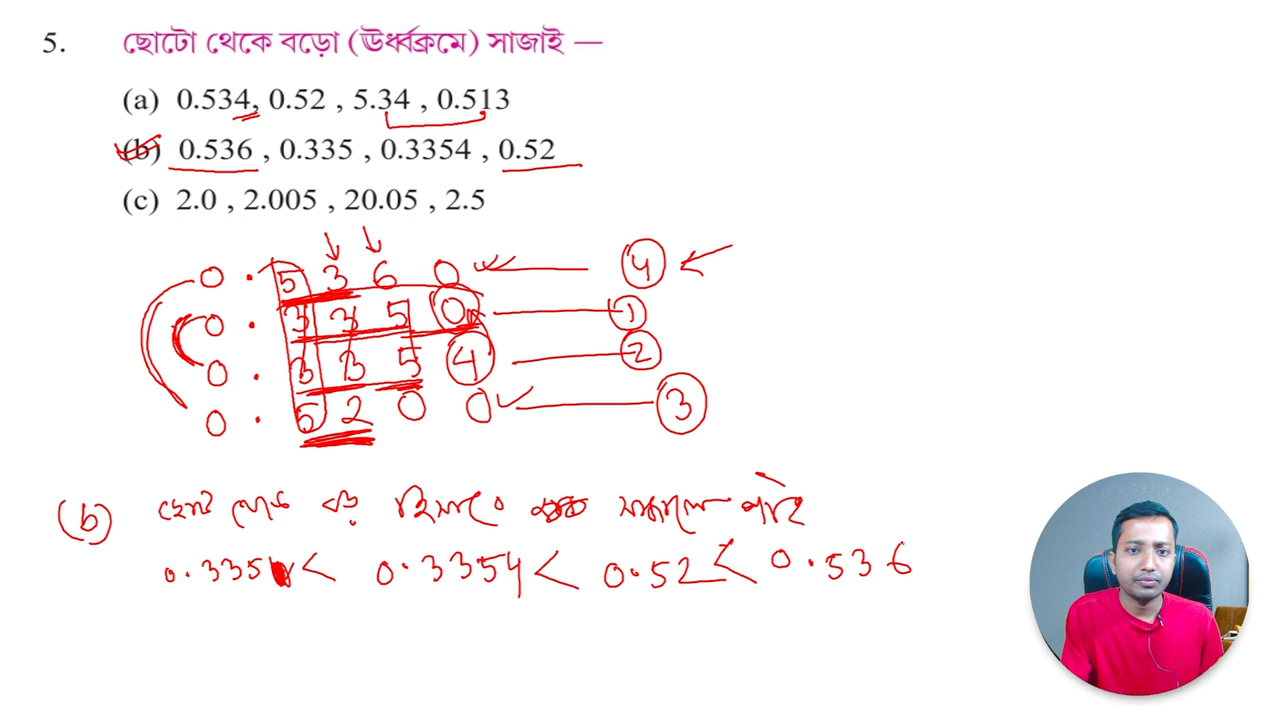 5. ছোটো থেকে বড়ো (ঊর্ধ্বক্রমে) সাজাই —
(a) 0.534, 0.52 , 5.34 , 0.513
(b) 0.536 , 0.335 , 0.3354 , 0.52
(c) 2.0 , 2.005 , 20.05 , 2.5
0 . 5 3 6 0 4
0 . 3 3 5 0 1
0 . 3 3 5 4 2
0 . 5 2 0 0 3
(b) ছোট থেকে বড় হিসাবে সাজালে পাই
0.335 < 0.3354 < 0.52 < 0.536